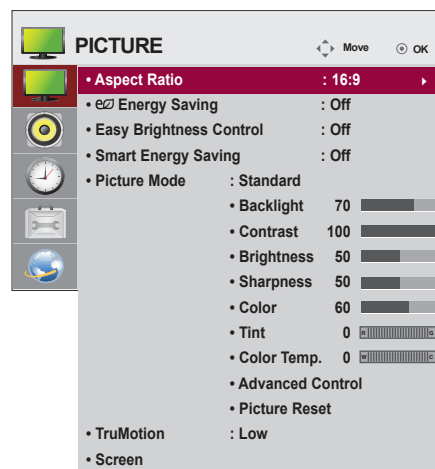 PICTURE Move OK
• Aspect Ratio : 16:9
• Energy Saving : Off
• Easy Brightness Control : Off
• Smart Energy Saving : Off
• Picture Mode : Standard
• Backlight 70
• Contrast 100
• Brightness 50
• Sharpness 50
• Color 60
• Tint 0 R G
• Color Temp. 0 W C
• Advanced Control
• Picture Reset
• TruMotion : Low
• Screen